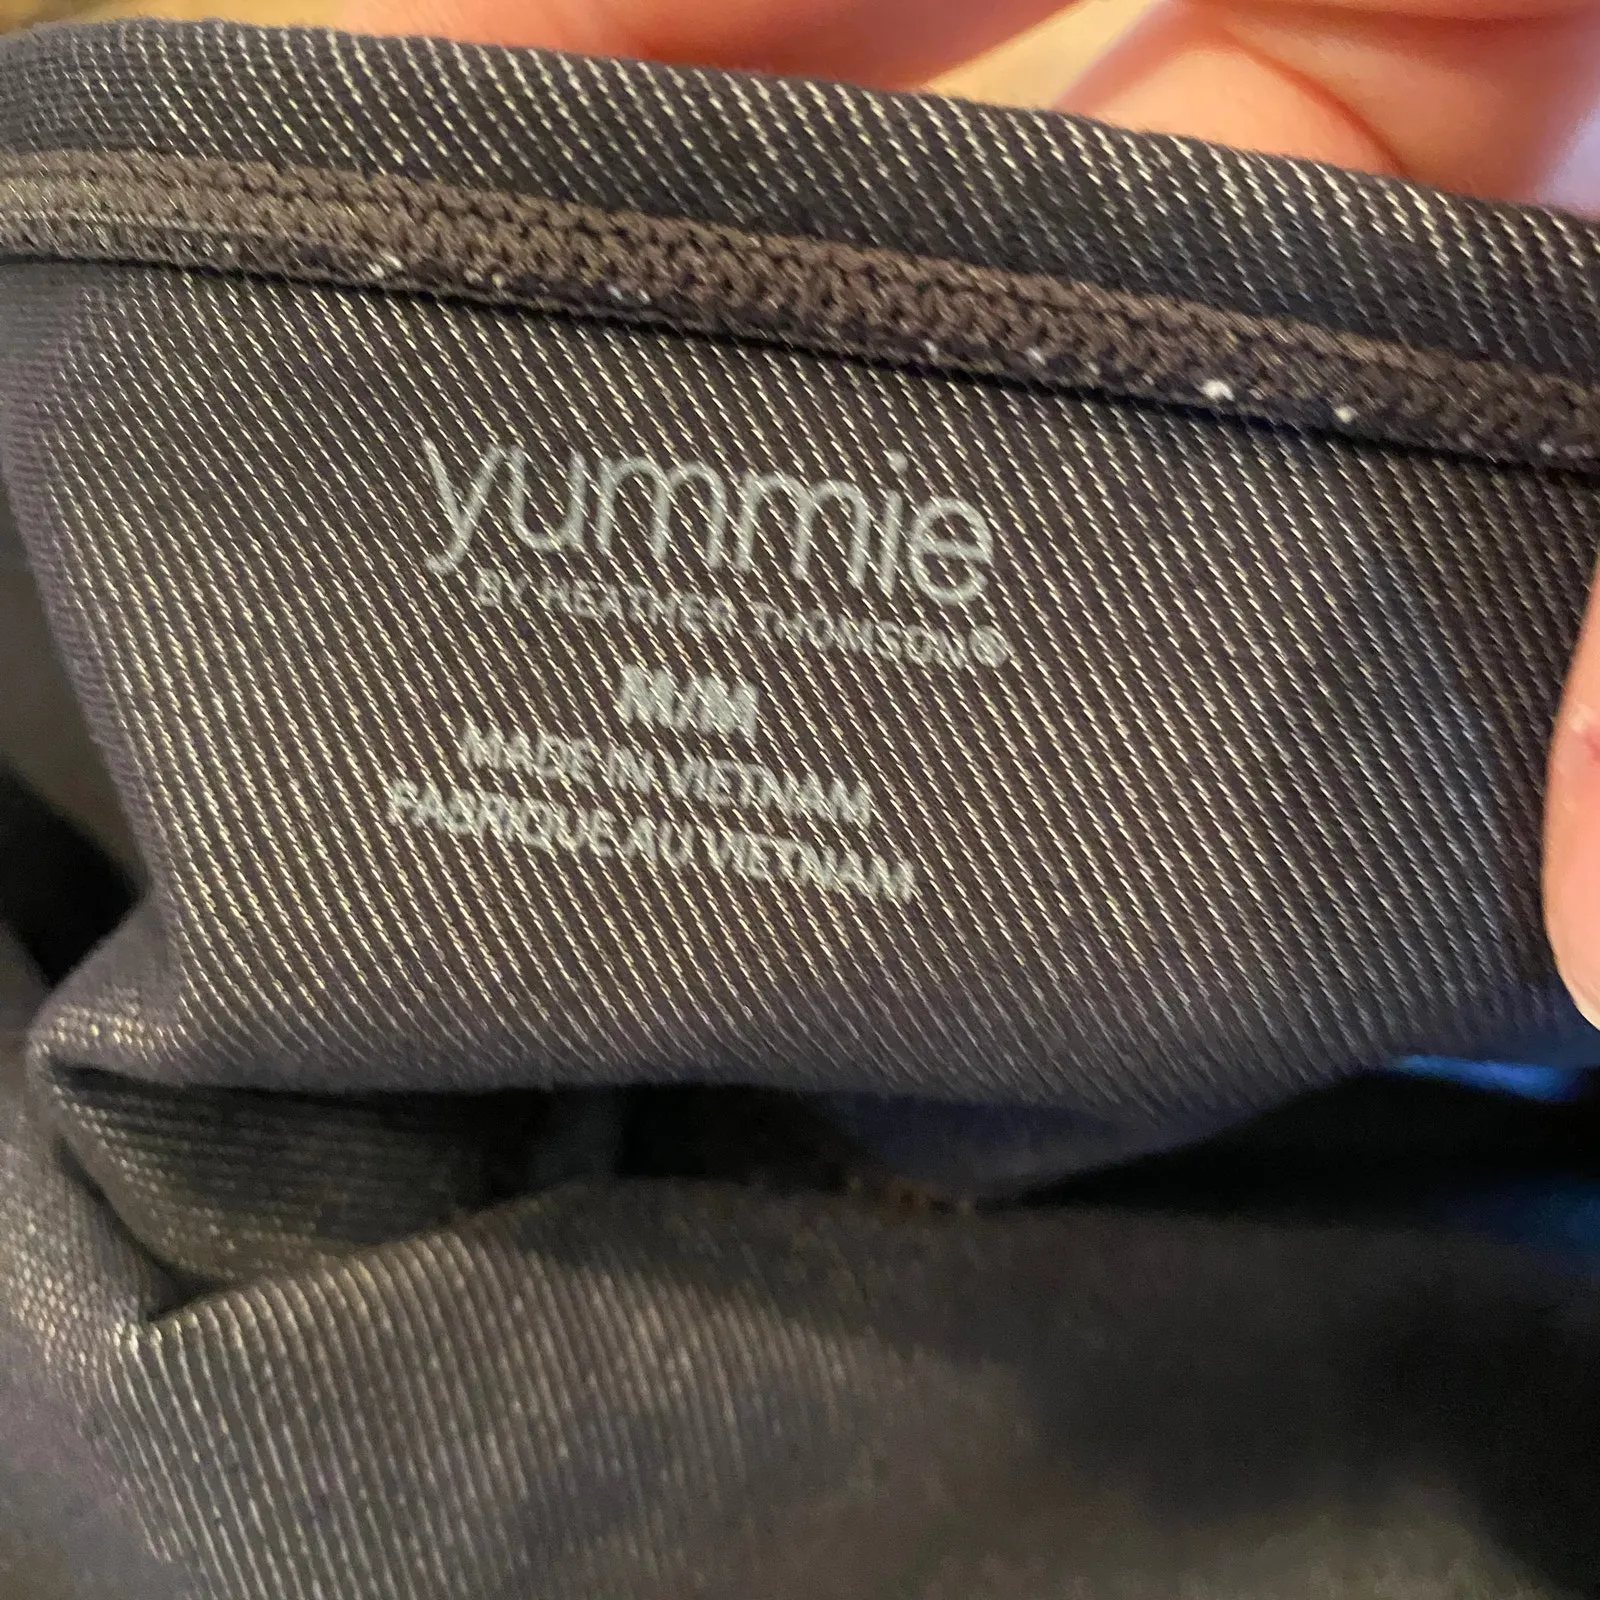 yummie
BY HEATHER THOMSON®
M/M
MADE IN VIETNAM
FABRIQUE AU VIETNAM